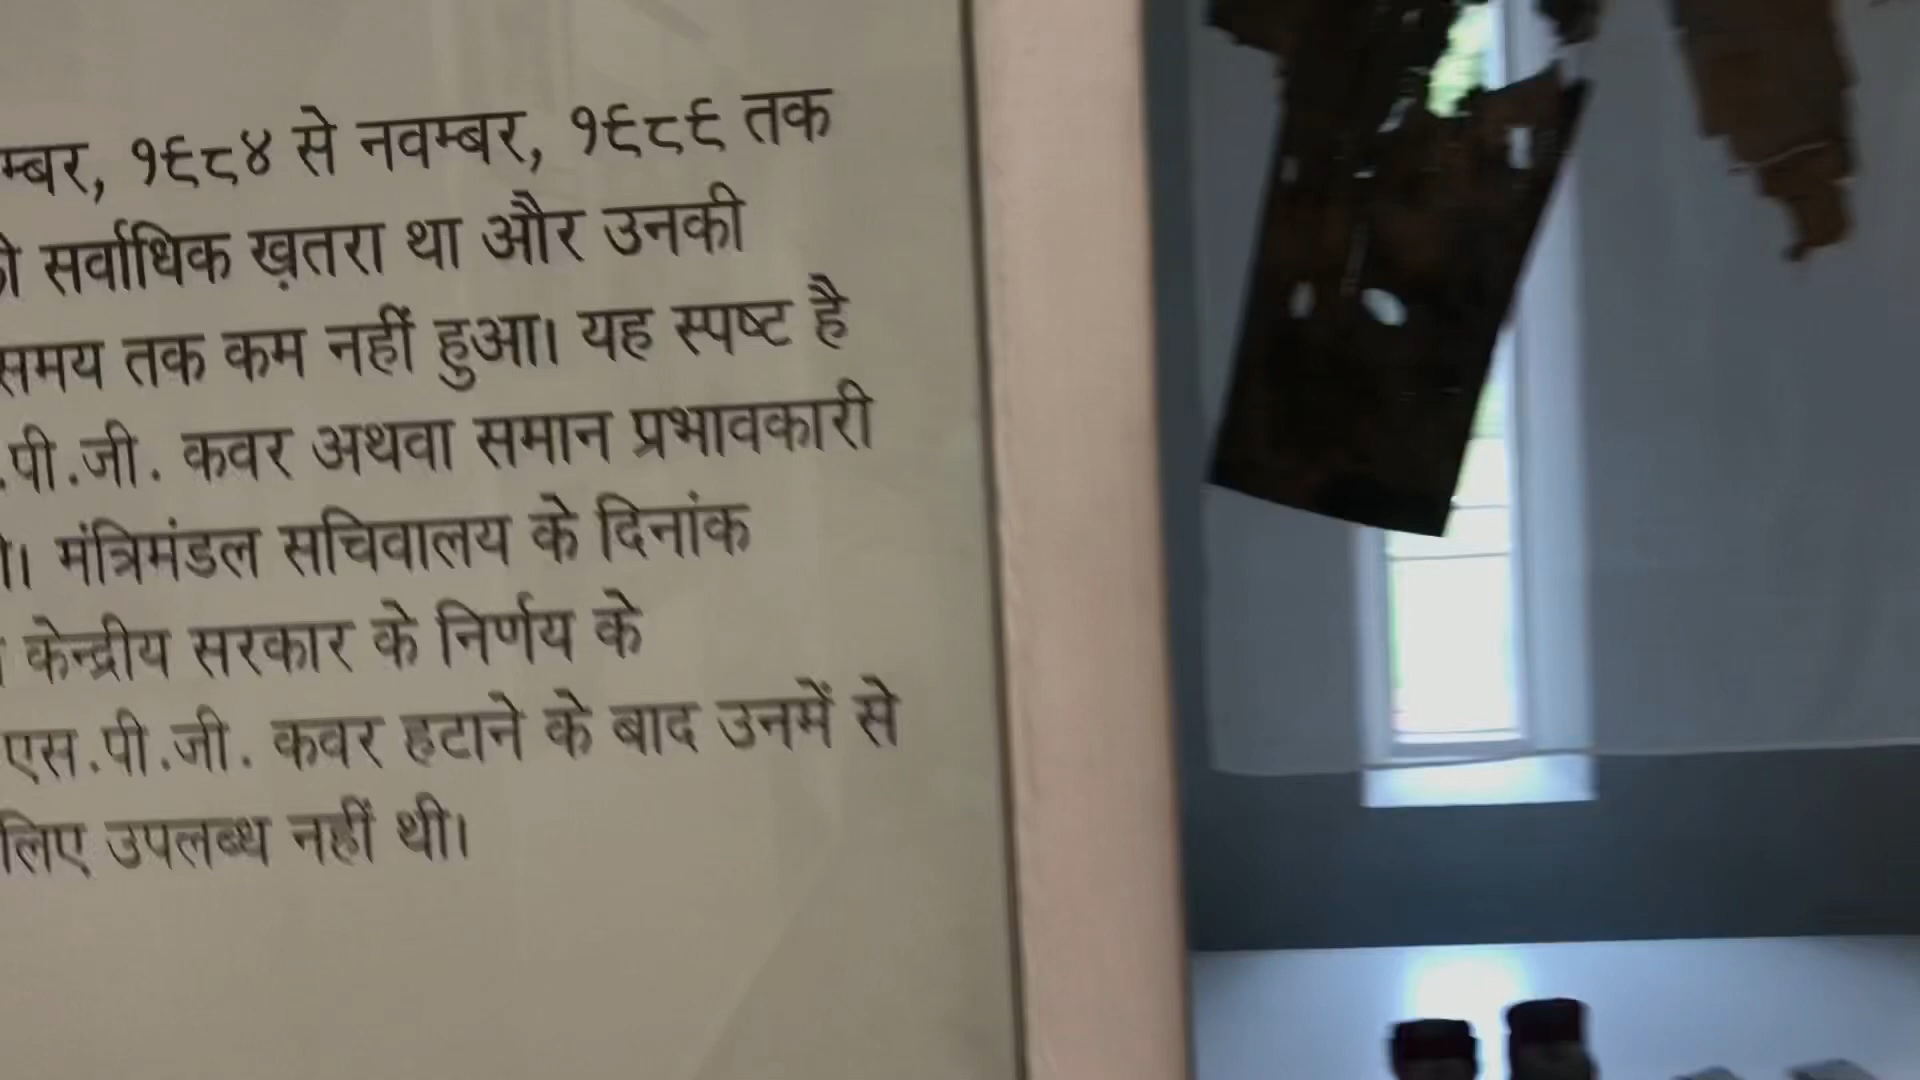 म्बर, १९८४ से नवम्बर, १९८९ तक
सर्वाधिक ख़तरा था और उनकी
समय तक कम नहीं हुआ। यह स्पष्ट है
.पी.जी. कवर अथवा समान प्रभावकारी
मंत्रिमंडल सचिवालय के दिनांक
केन्द्रीय सरकार के निर्णय के
एस.पी.जी. कवर हटाने के बाद उनमें से
लिए उपलब्ध नहीं थी।